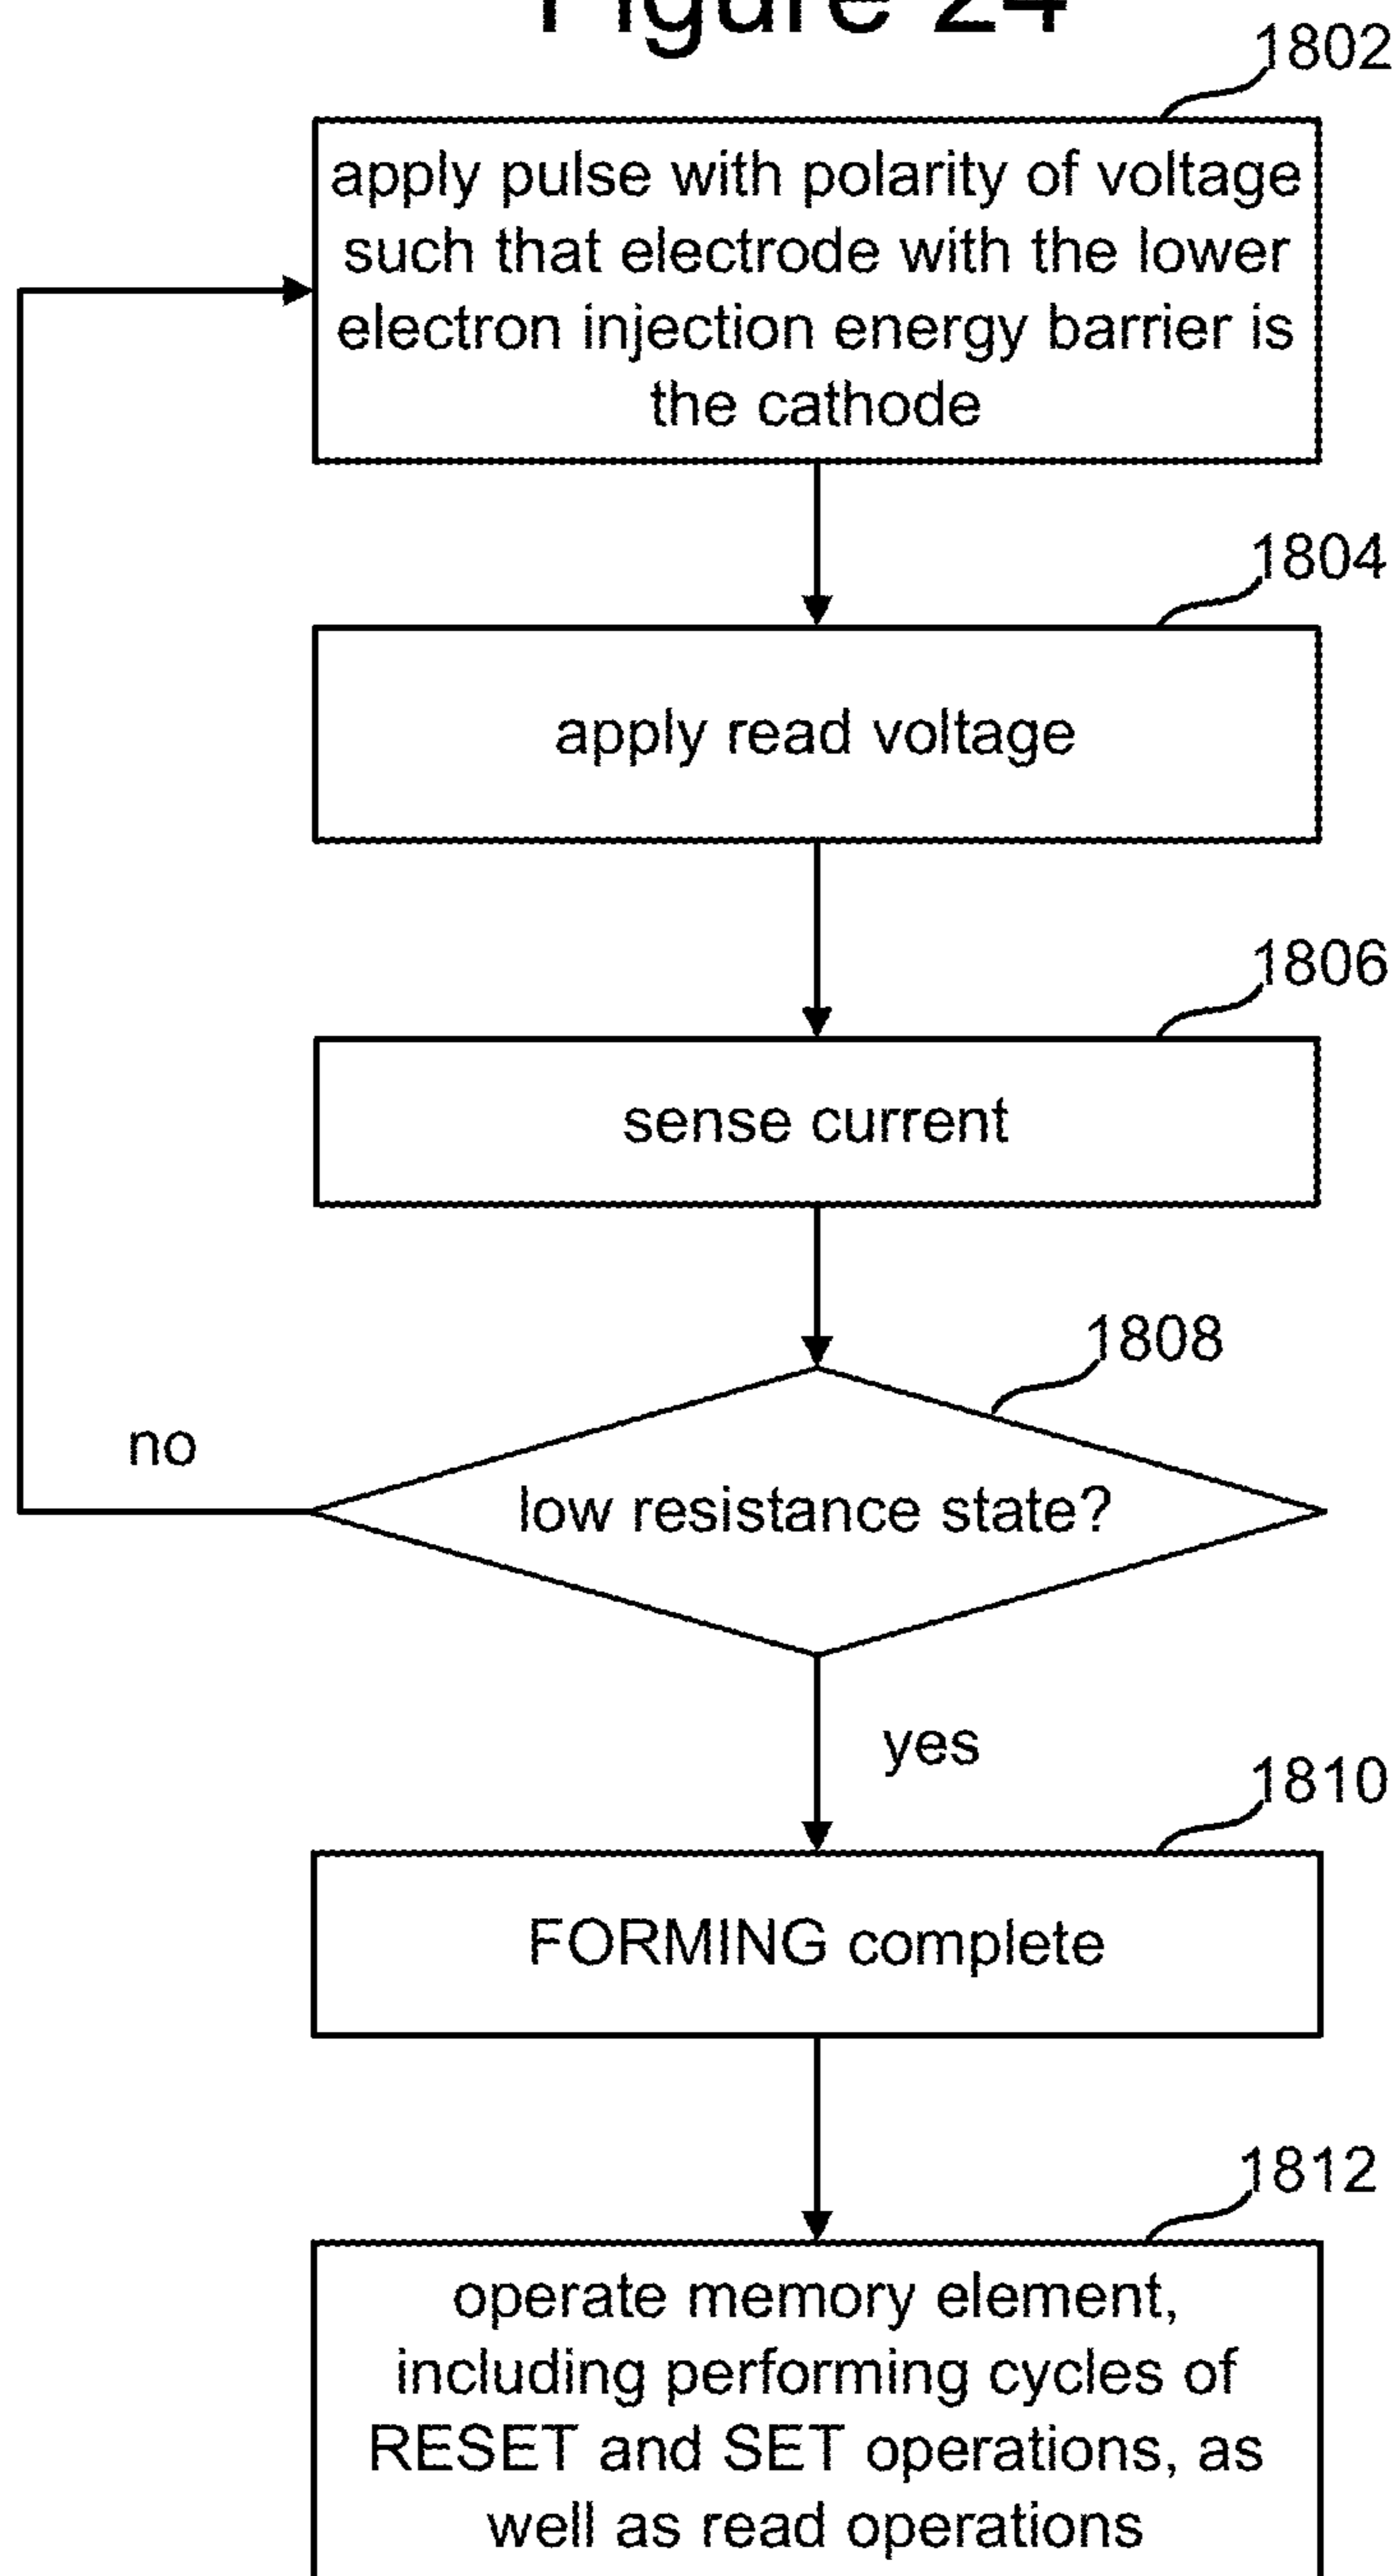 Figure 24
1802
apply pulse with polarity of voltage
such that electrode with the lower
electron injection energy barrier is
the cathode
1804
apply read voltage
1806
sense current
1808
no
low resistance state?
yes
1810
FORMING complete
1812
operate memory element,
including performing cycles of
RESET and SET operations, as
well as read operations